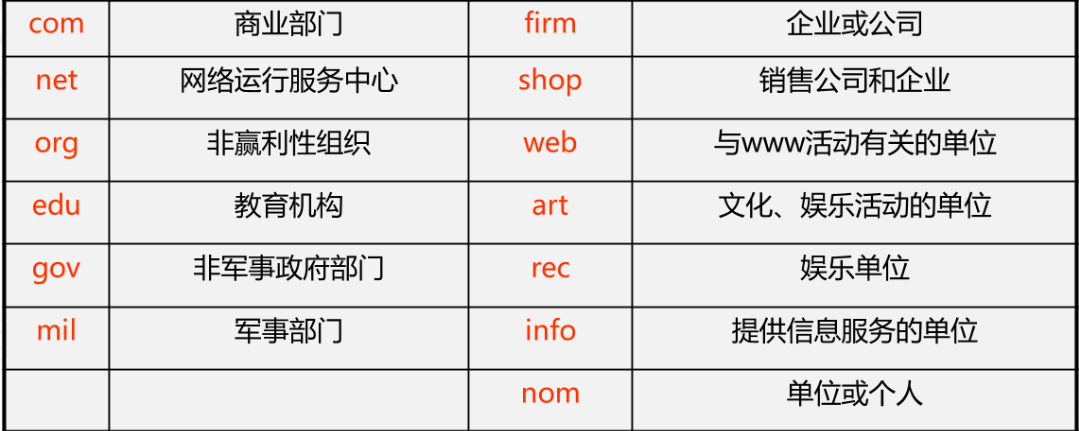 com 商业部门 firm 企业或公司
net 网络运行服务中心 shop 销售公司和企业
org 非赢利性组织 web 与www活动有关的单位
edu 教育机构 art 文化、娱乐活动的单位
gov 非军事政府部门 rec 娱乐单位
mil 军事部门 info 提供信息服务的单位
nom 单位或个人